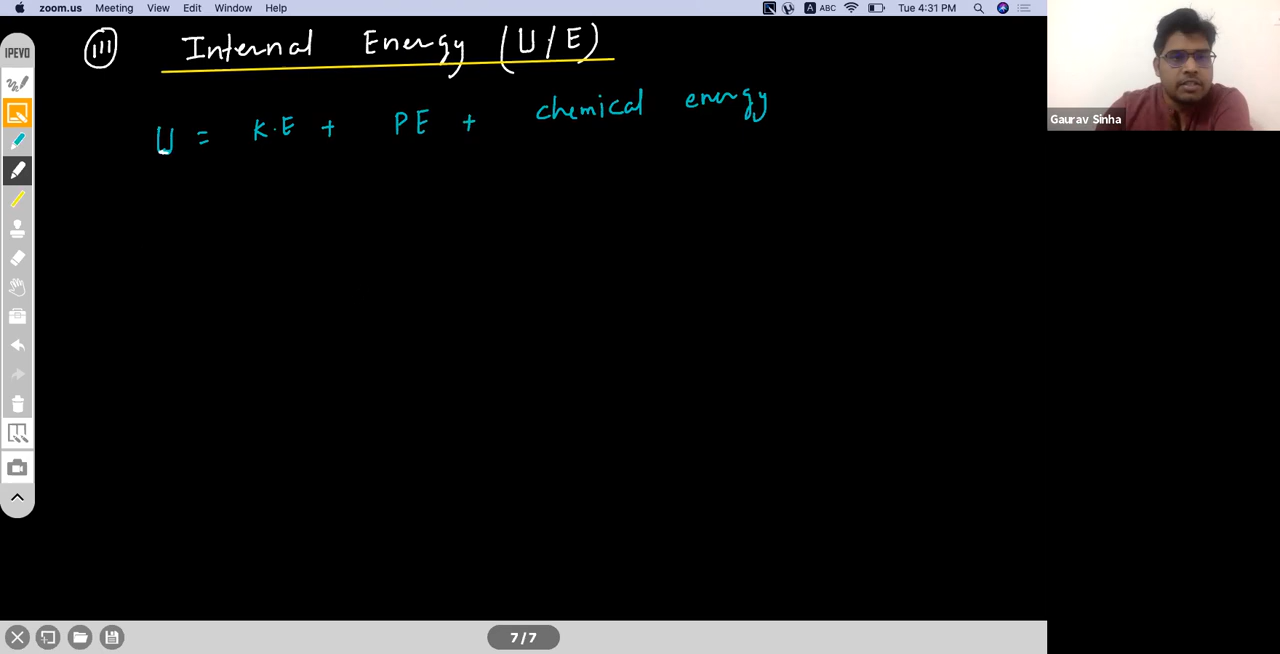 zoom.us Meeting View Edit Window Help A ABC Tue 4:31 PM
IPEVO
(III) Internal Energy (U/E)
U = K.E + PE + chemical energy
Gaurav Sinha
7/7